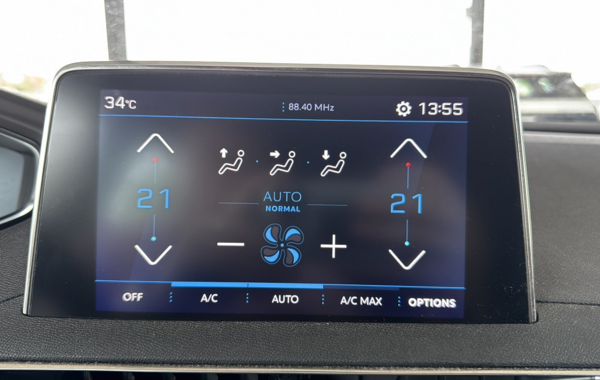 34°C 88.40 MHz 13:55
21 21
AUTO
NORMAL
OFF A/C AUTO A/C MAX OPTIONS